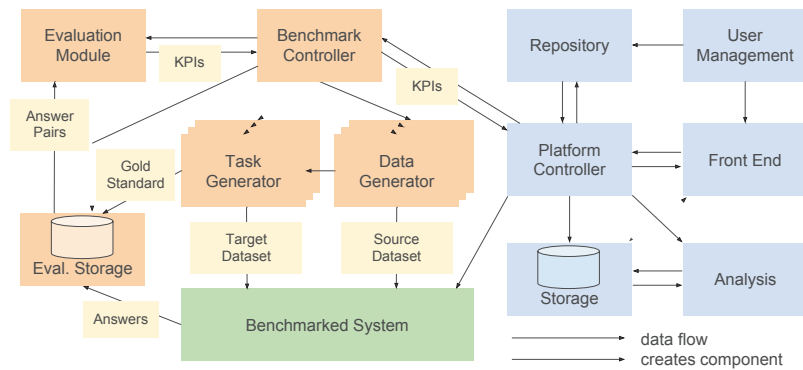 Evaluation
Module
KPIs
Benchmark
Controller
Repository
User
Management
KPIs
Answer
Pairs
Gold
Standard
Task
Generator
Data
Generator
Platform
Controller
Front End
Eval. Storage
Target
Dataset
Source
Dataset
Storage
Analysis
Answers
Benchmarked System
data flow
creates component